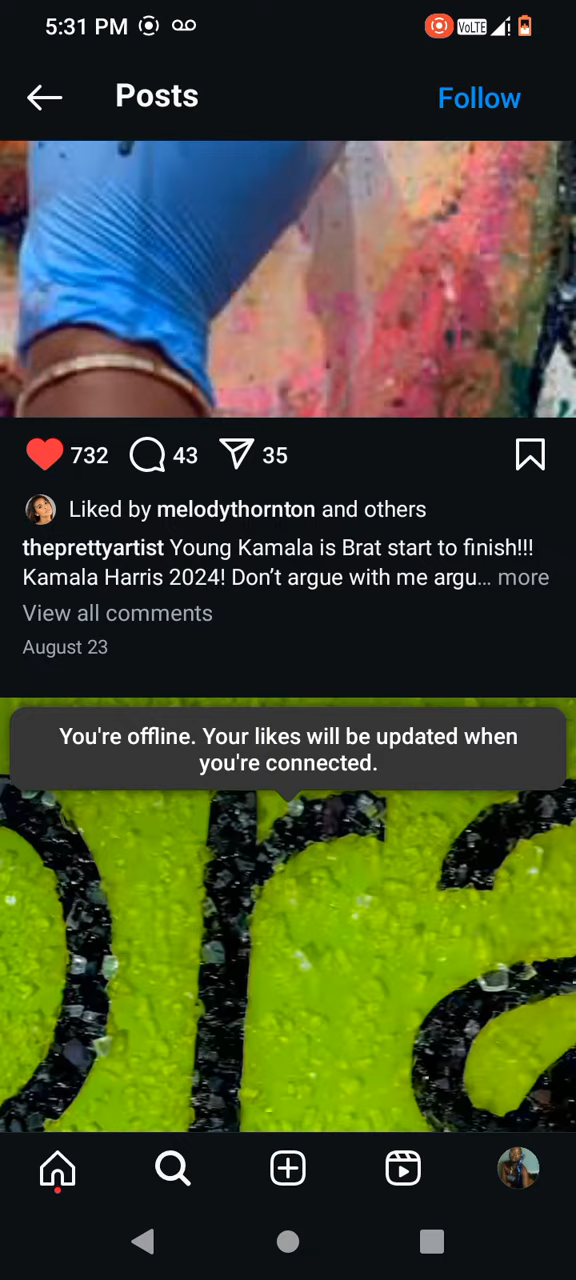 5:31 PM
VoLTE
Posts
Follow
732
43
35
Liked by melodythornton and others
theprettyartist Young Kamala is Brat start to finish!!!
Kamala Harris 2024! Don’t argue with me argu… more
View all comments
August 23
You're offline. Your likes will be updated when
you're connected.
bra